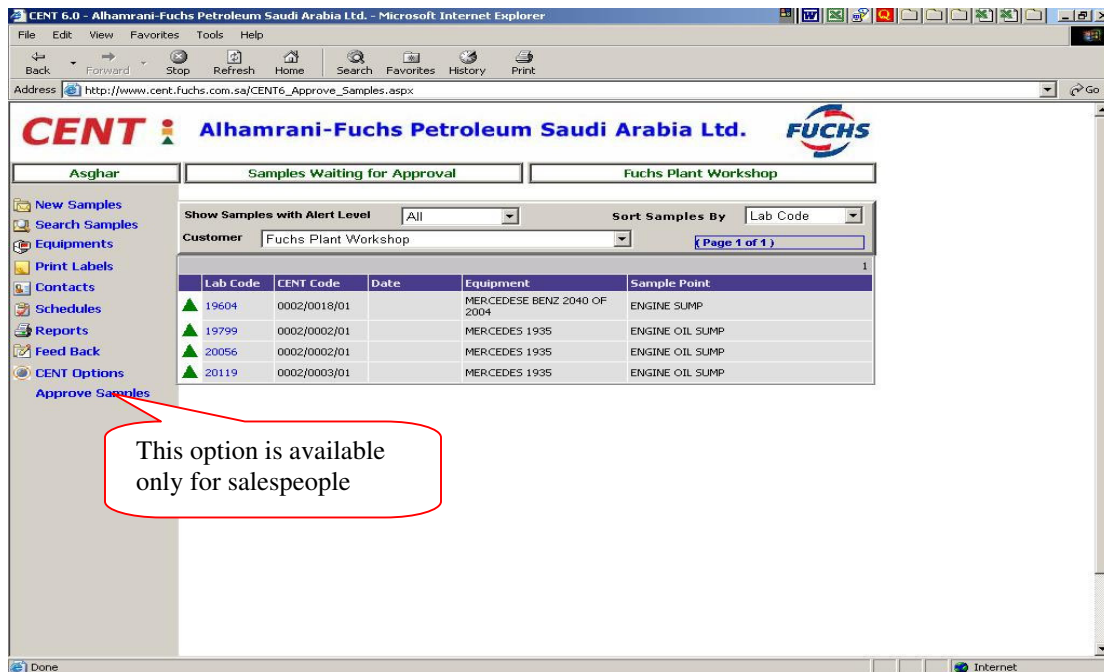 CENT 6.0 - Alhamrani-Fuchs Petroleum Saudi Arabia Ltd. - Microsoft Internet Explorer
File Edit View Favorites Tools Help
Back Forward Stop Refresh Home Search Favorites History Print
Address http://www.cent.fuchs.com.sa/CENT6_Approve_Samples.aspx Go
CENT i Alhamrani-Fuchs Petroleum Saudi Arabia Ltd. FUCHS
Asghar Samples Waiting for Approval Fuchs Plant Workshop
New Samples
Search Samples
Equipments
Print Labels
Contacts
Schedules
Reports
Feed Back
CENT Options
Approve Samples
Show Samples with Alert Level All Sort Samples By Lab Code
Customer Fuchs Plant Workshop ( Page 1 of 1 )
1
Lab Code CENT Code Date Equipment Sample Point
19604 0002/0018/01 MERCEDESE BENZ 2040 OF 2004 ENGINE SUMP
19799 0002/0002/01 MERCEDES 1935 ENGINE OIL SUMP
20056 0002/0002/01 MERCEDES 1935 ENGINE OIL SUMP
20119 0002/0003/01 MERCEDES 1935 ENGINE OIL SUMP
This option is available
only for salespeople
Done Internet